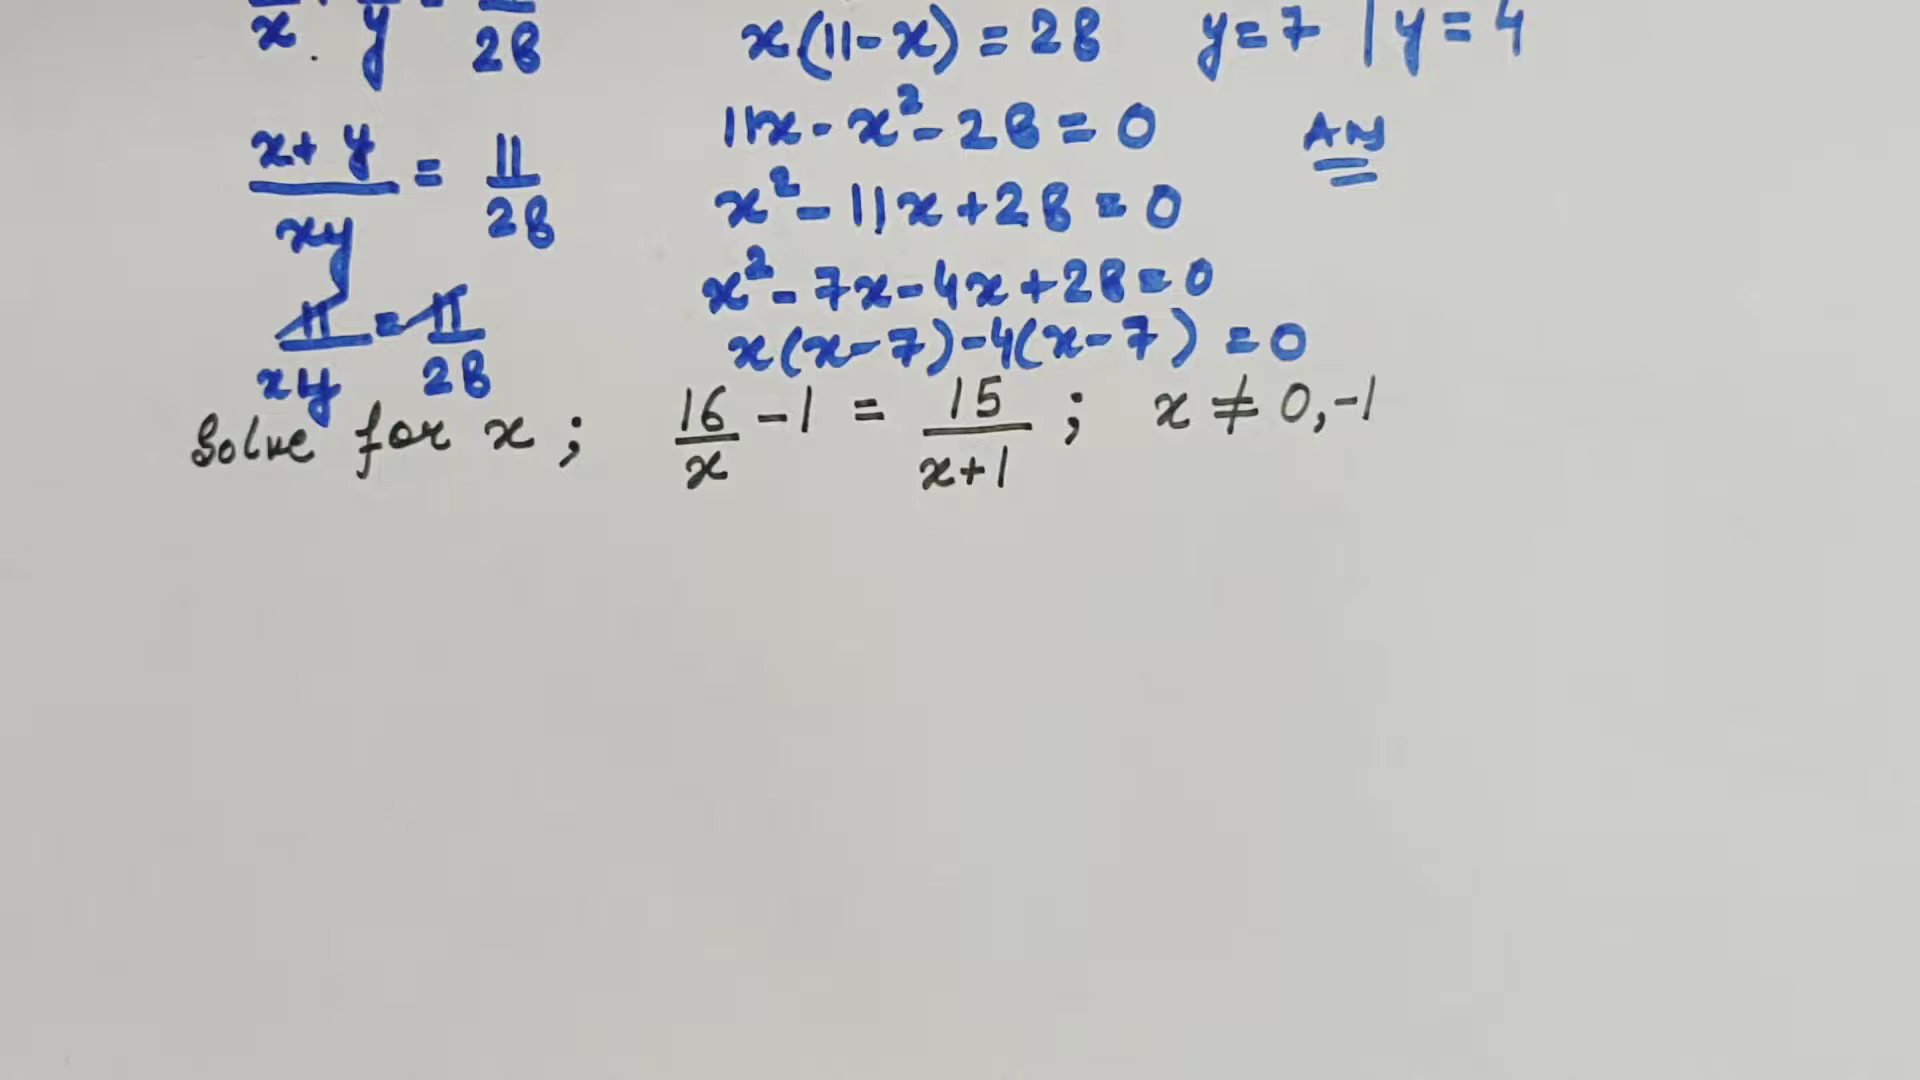 x . y = 28
x+y/xy = 11/28
11/xy = 11/28
x(11-x) = 28
11x - x² - 28 = 0
x² - 11x + 28 = 0
x² - 7x - 4x + 28 = 0
x(x-7) - 4(x-7) = 0
y = 7 | y = 4
Ans
Solve for x ; 16/x - 1 = 15/x+1 ; x ≠ 0, -1